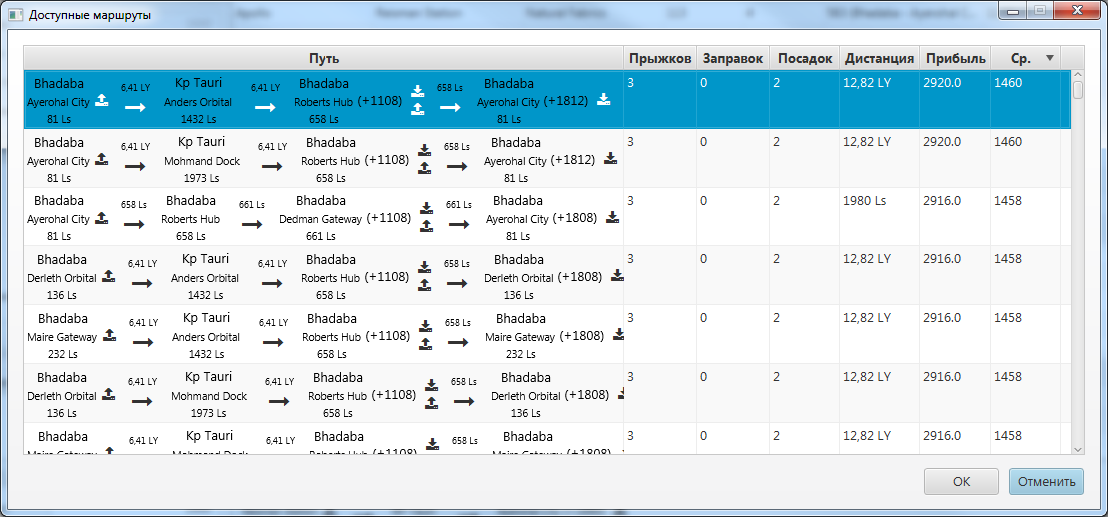 Доступные маршруты
Путь Прыжков Заправок Посадок Дистанция Прибыль Ср.
Bhadaba 6,41 LY Kp Tauri 6,41 LY Bhadaba 658 Ls Bhadaba 3 0 2 12,82 LY 2920.0 1460
Ayerohal City Anders Orbital Roberts Hub (+1108) Ayerohal City (+1812)
81 Ls 1432 Ls 658 Ls 81 Ls
Bhadaba 6,41 LY Kp Tauri 6,41 LY Bhadaba 658 Ls Bhadaba 3 0 2 12,82 LY 2920.0 1460
Ayerohal City Mohmand Dock Roberts Hub (+1108) Ayerohal City (+1812)
81 Ls 1973 Ls 658 Ls 81 Ls
Bhadaba 658 Ls Bhadaba 661 Ls Bhadaba 661 Ls Bhadaba 3 0 2 1980 Ls 2916.0 1458
Ayerohal City Roberts Hub Dedman Gateway (+1108) Ayerohal City (+1808)
81 Ls 658 Ls 661 Ls 81 Ls
Bhadaba 6,41 LY Kp Tauri 6,41 LY Bhadaba 658 Ls Bhadaba 3 0 2 12,82 LY 2916.0 1458
Derleth Orbital Anders Orbital Roberts Hub (+1108) Derleth Orbital (+1808)
136 Ls 1432 Ls 658 Ls 136 Ls
Bhadaba 6,41 LY Kp Tauri 6,41 LY Bhadaba 658 Ls Bhadaba 3 0 2 12,82 LY 2916.0 1458
Maire Gateway Anders Orbital Roberts Hub (+1108) Maire Gateway (+1808)
232 Ls 1432 Ls 658 Ls 232 Ls
Bhadaba 6,41 LY Kp Tauri 6,41 LY Bhadaba 658 Ls Bhadaba 3 0 2 12,82 LY 2916.0 1458
Derleth Orbital Mohmand Dock Roberts Hub (+1108) Derleth Orbital (+1808)
136 Ls 1973 Ls 658 Ls 136 Ls
Bhadaba 6,41 LY Kp Tauri 6,41 LY Bhadaba 658 Ls Bhadaba 3 0 2 12,82 LY 2916.0 1458
Maire Gateway Mohmand Dock Roberts Hub (+1108) Maire Gateway (+1808)
OK Отменить